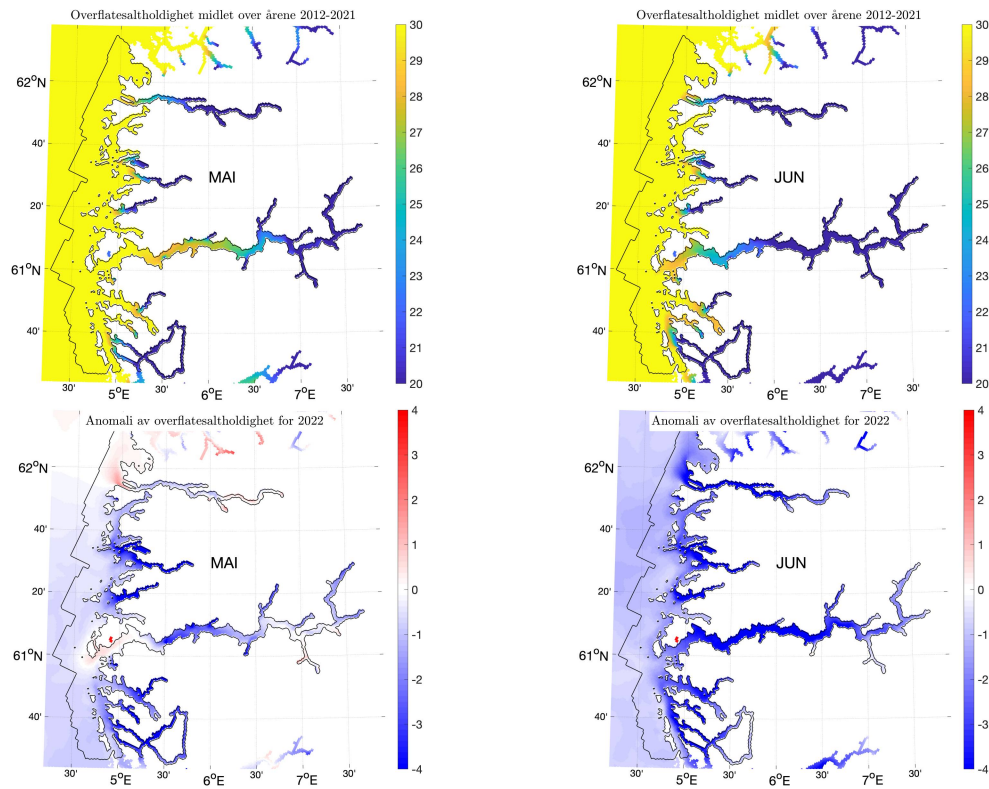 Overflatesaltholdighet midlet over årene 2012-2021
62°N
40'
20'
61°N
40'
30'
5°E
30'
6°E
30'
7°E
30'
MAI
30
29
28
27
26
25
24
23
22
21
20
Overflatesaltholdighet midlet over årene 2012-2021
62°N
40'
20'
61°N
40'
30'
5°E
30'
6°E
30'
7°E
30'
JUN
30
29
28
27
26
25
24
23
22
21
20
Anomali av overflatesaltholdighet for 2022
62°N
40'
20'
61°N
40'
30'
5°E
30'
6°E
30'
7°E
30'
MAI
4
3
2
1
0
-1
-2
-3
-4
Anomali av overflatesaltholdighet for 2022
62°N
40'
20'
61°N
40'
30'
5°E
30'
6°E
30'
7°E
30'
JUN
4
3
2
1
0
-1
-2
-3
-4